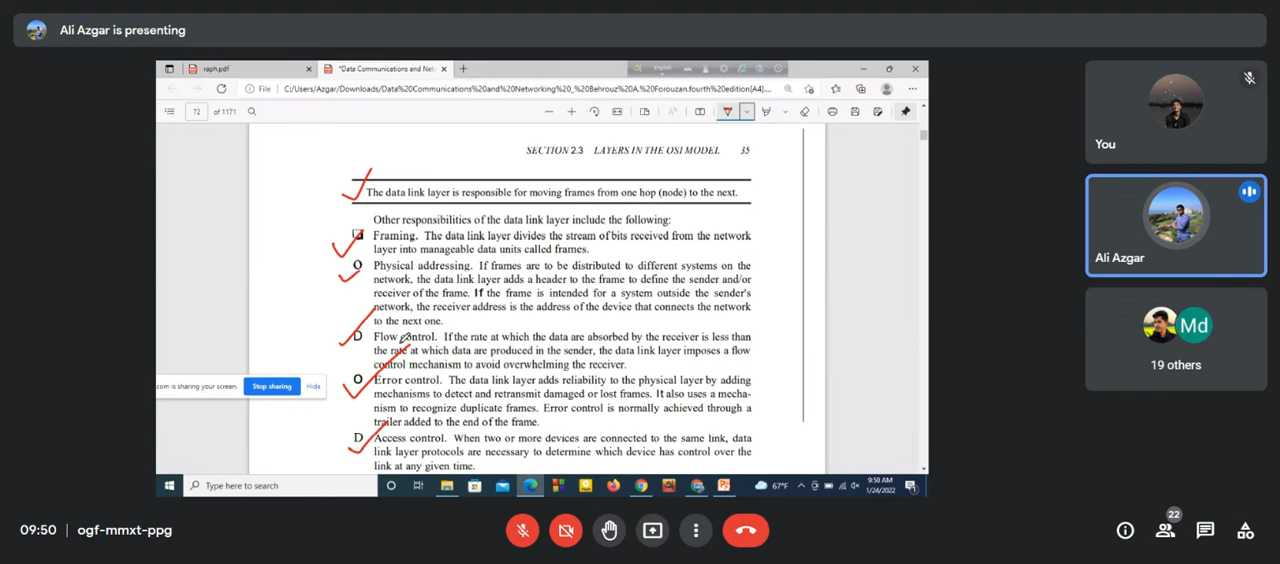 Ali Azgar is presenting
raph.pdf
*Data Communications and Net
English
File
C:/Users/Azgar/Downloads/Data%20Communications%20and%20Networking%20_%20Behrouz%20A.%20Forouzan.fourth%20edition[A4]....
72 of 1171
SECTION 2.3 LAYERS IN THE OSI MODEL 35
The data link layer is responsible for moving frames from one hop (node) to the next.
Other responsibilities of the data link layer include the following:
Framing. The data link layer divides the stream of bits received from the network
layer into manageable data units called frames.
O Physical addressing. If frames are to be distributed to different systems on the
network, the data link layer adds a header to the frame to define the sender and/or
receiver of the frame. If the frame is intended for a system outside the sender's
network, the receiver address is the address of the device that connects the network
to the next one.
D Flow control. If the rate at which the data are absorbed by the receiver is less than
the rate at which data are produced in the sender, the data link layer imposes a flow
control mechanism to avoid overwhelming the receiver.
O Error control. The data link layer adds reliability to the physical layer by adding
mechanisms to detect and retransmit damaged or lost frames. It also uses a mecha-
nism to recognize duplicate frames. Error control is normally achieved through a
trailer added to the end of the frame.
D Access control. When two or more devices are connected to the same link, data
link layer protocols are necessary to determine which device has control over the
link at any given time.
com is sharing your screen. Stop sharing Hide
Type here to search
67°F
9:50 AM
1/24/2022
You
Ali Azgar
Md
19 others
09:50 | ogf-mmxt-ppg
22